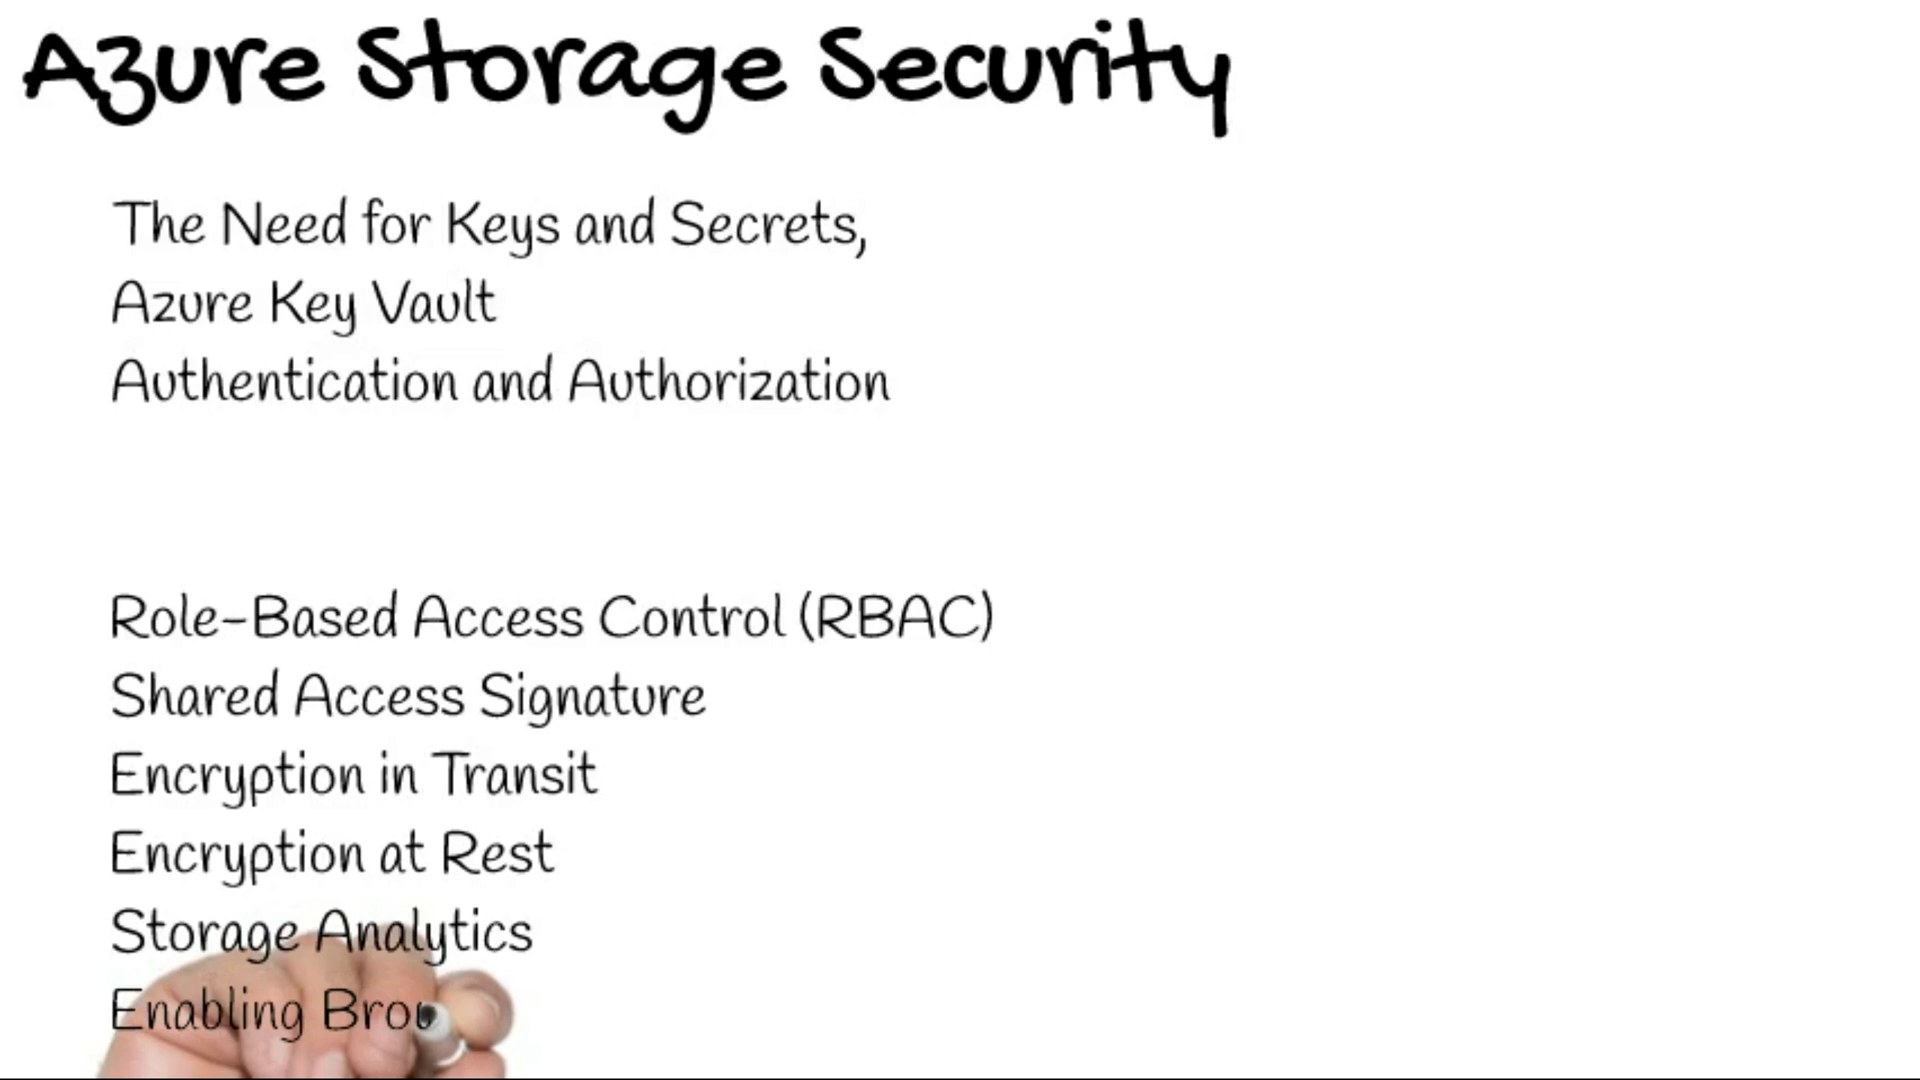 Azure Storage Security
The Need for Keys and Secrets,
Azure Key Vault
Authentication and Authorization
Role-Based Access Control (RBAC)
Shared Access Signature
Encryption in Transit
Encryption at Rest
Storage Analytics
Enabling